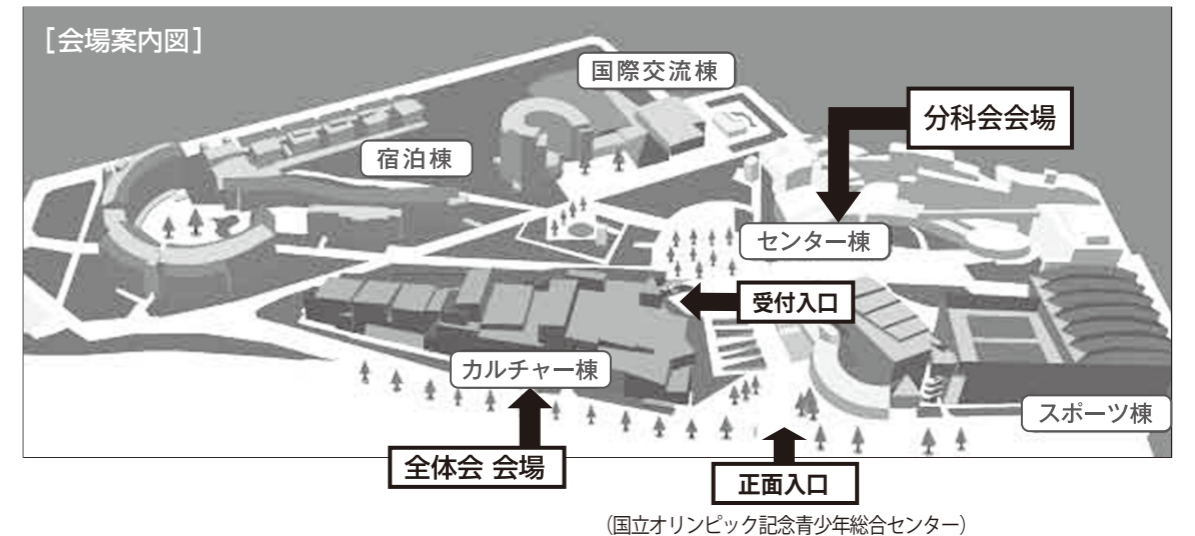 [会場案内図]
国際交流棟
分科会会場
宿泊棟
センター棟
受付入口
カルチャー棟
スポーツ棟
全体会 会場
正面入口
（国立オリンピック記念青少年総合センター）